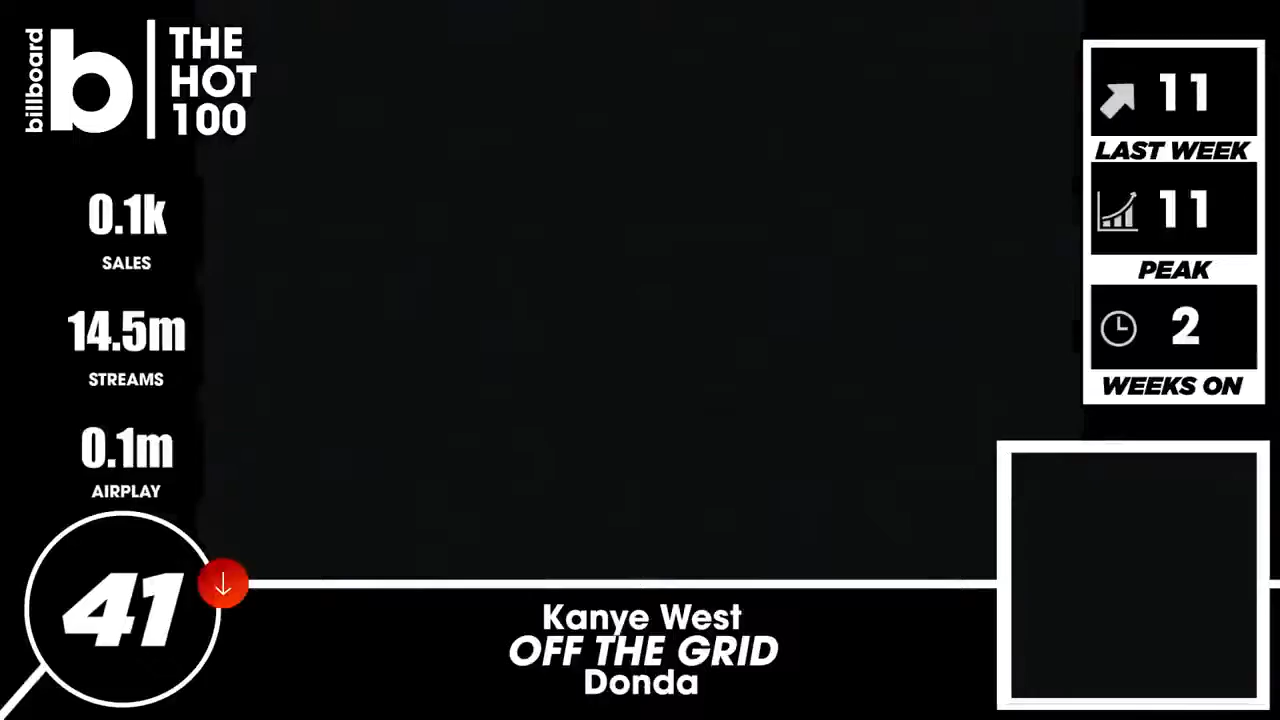 billboard
b
THE
HOT
100
0.1k
SALES
14.5m
STREAMS
0.1m
AIRPLAY
41
11
LAST WEEK
11
PEAK
2
WEEKS ON
Kanye West
OFF THE GRID
Donda